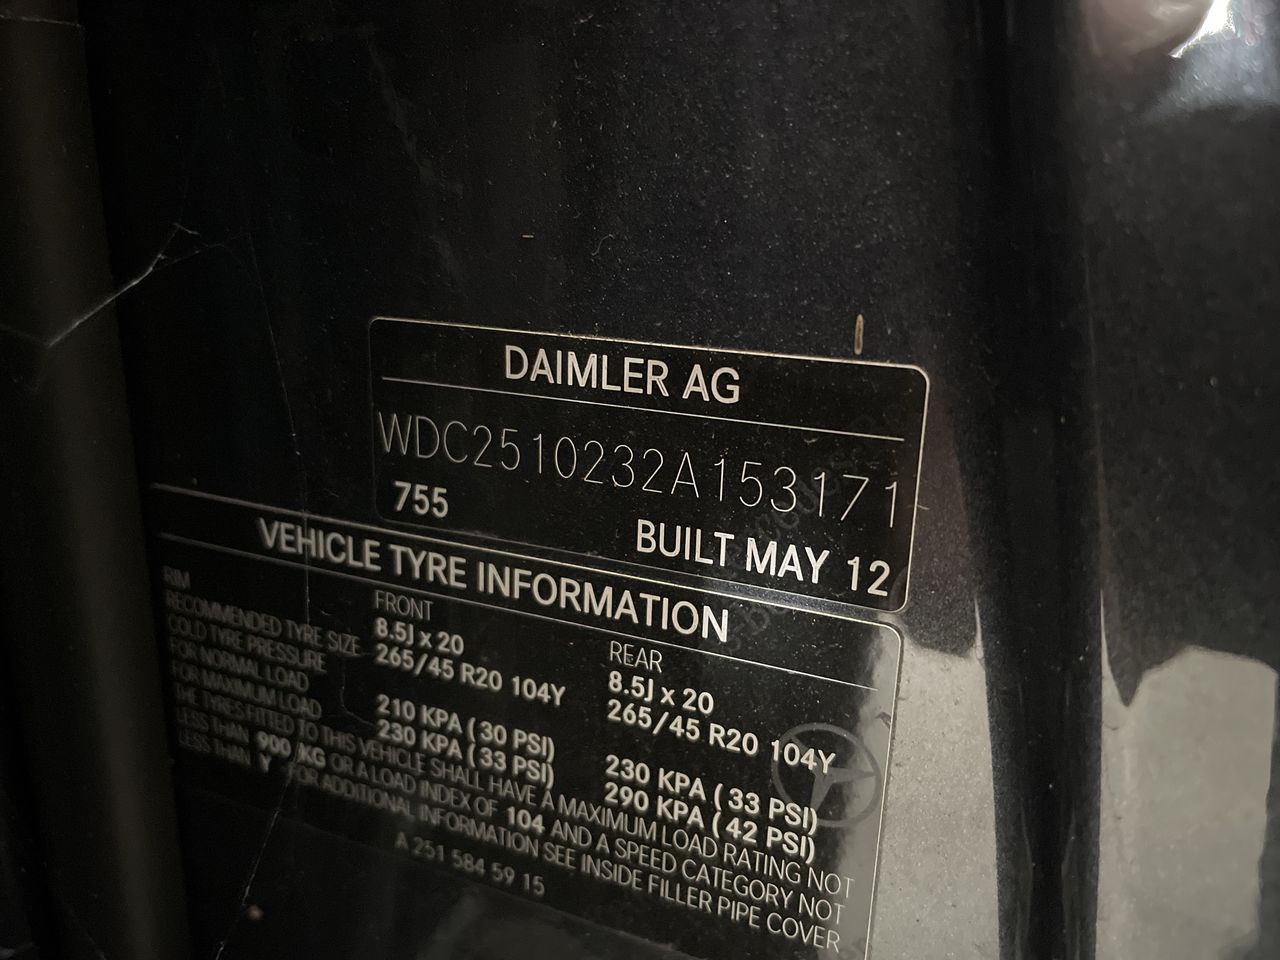 DAIMLER AG
WDC2510232A153171
755 BUILT MAY 12
VEHICLE TYRE INFORMATION
FRONT REAR
RIM 8.5J x 20 8.5J x 20
RECOMMENDED TYRE SIZE 265/45 R20 104Y 265/45 R20 104Y
COLD TYRE PRESSURE
FOR NORMAL LOAD 210 KPA ( 30 PSI) 230 KPA ( 33 PSI)
FOR MAXIMUM LOAD 230 KPA ( 33 PSI) 290 KPA ( 42 PSI)
THE TYRES FITTED TO THIS VEHICLE SHALL HAVE A MAXIMUM LOAD RATING NOT
LESS THAN 900 KG OR A LOAD INDEX OF 104 AND A SPEED CATEGORY NOT
LESS THAN Y FOR ADDITIONAL INFORMATION SEE INSIDE FILLER PIPE COVER
A 251 584 59 15